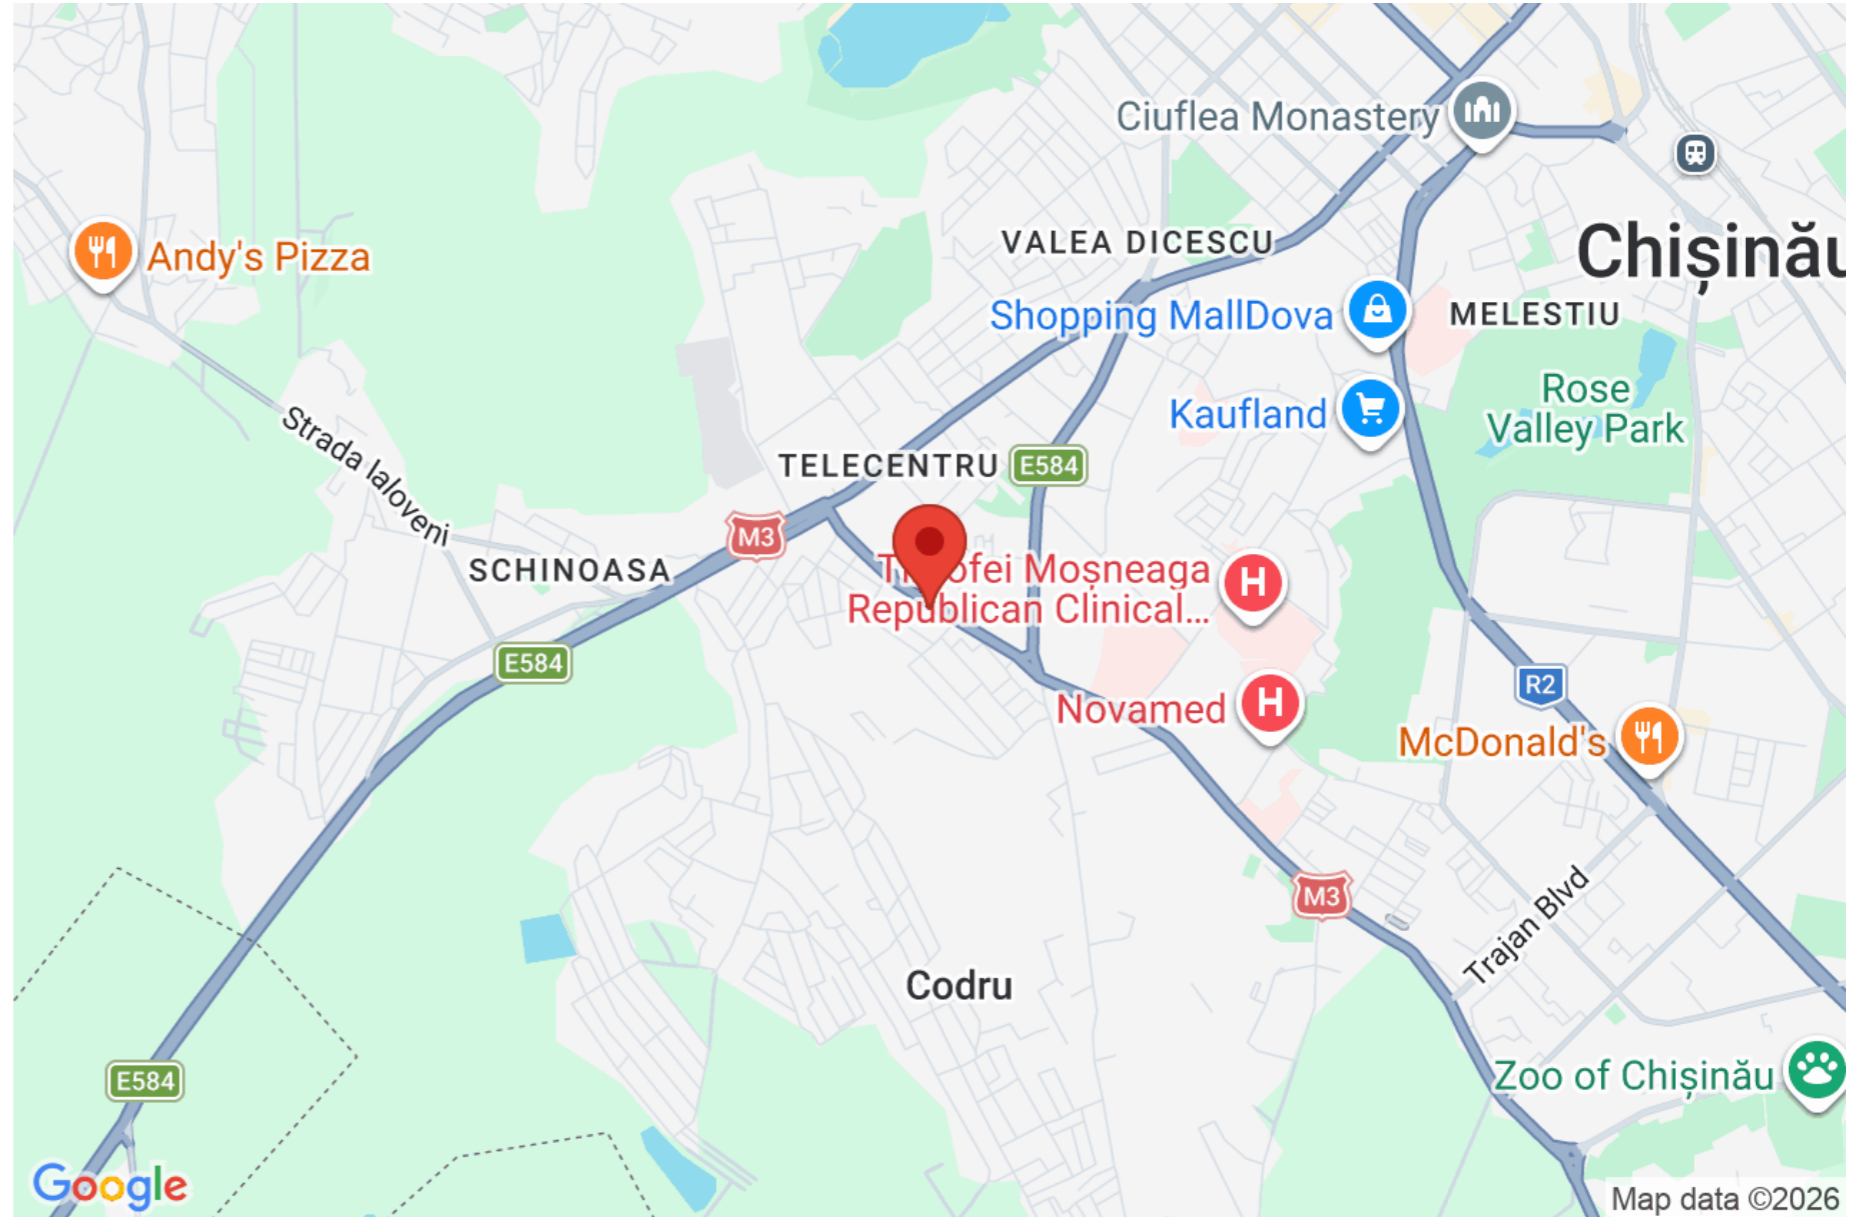 Ciuflea Monastery
Andy's Pizza
VALEA DICESCU
Chișinău
Shopping MallDova
MELESTIU
Rose
Valley Park
Kaufland
Strada Ialoveni
TELECENTRU
E584
M3
SCHINOASA
Timofei Moșneaga
Republican Clinical...
H
E584
R2
Novamed
H
McDonald's
M3
Trajan Blvd
Codru
E584
Zoo of Chișinău
Google
Map data ©2026